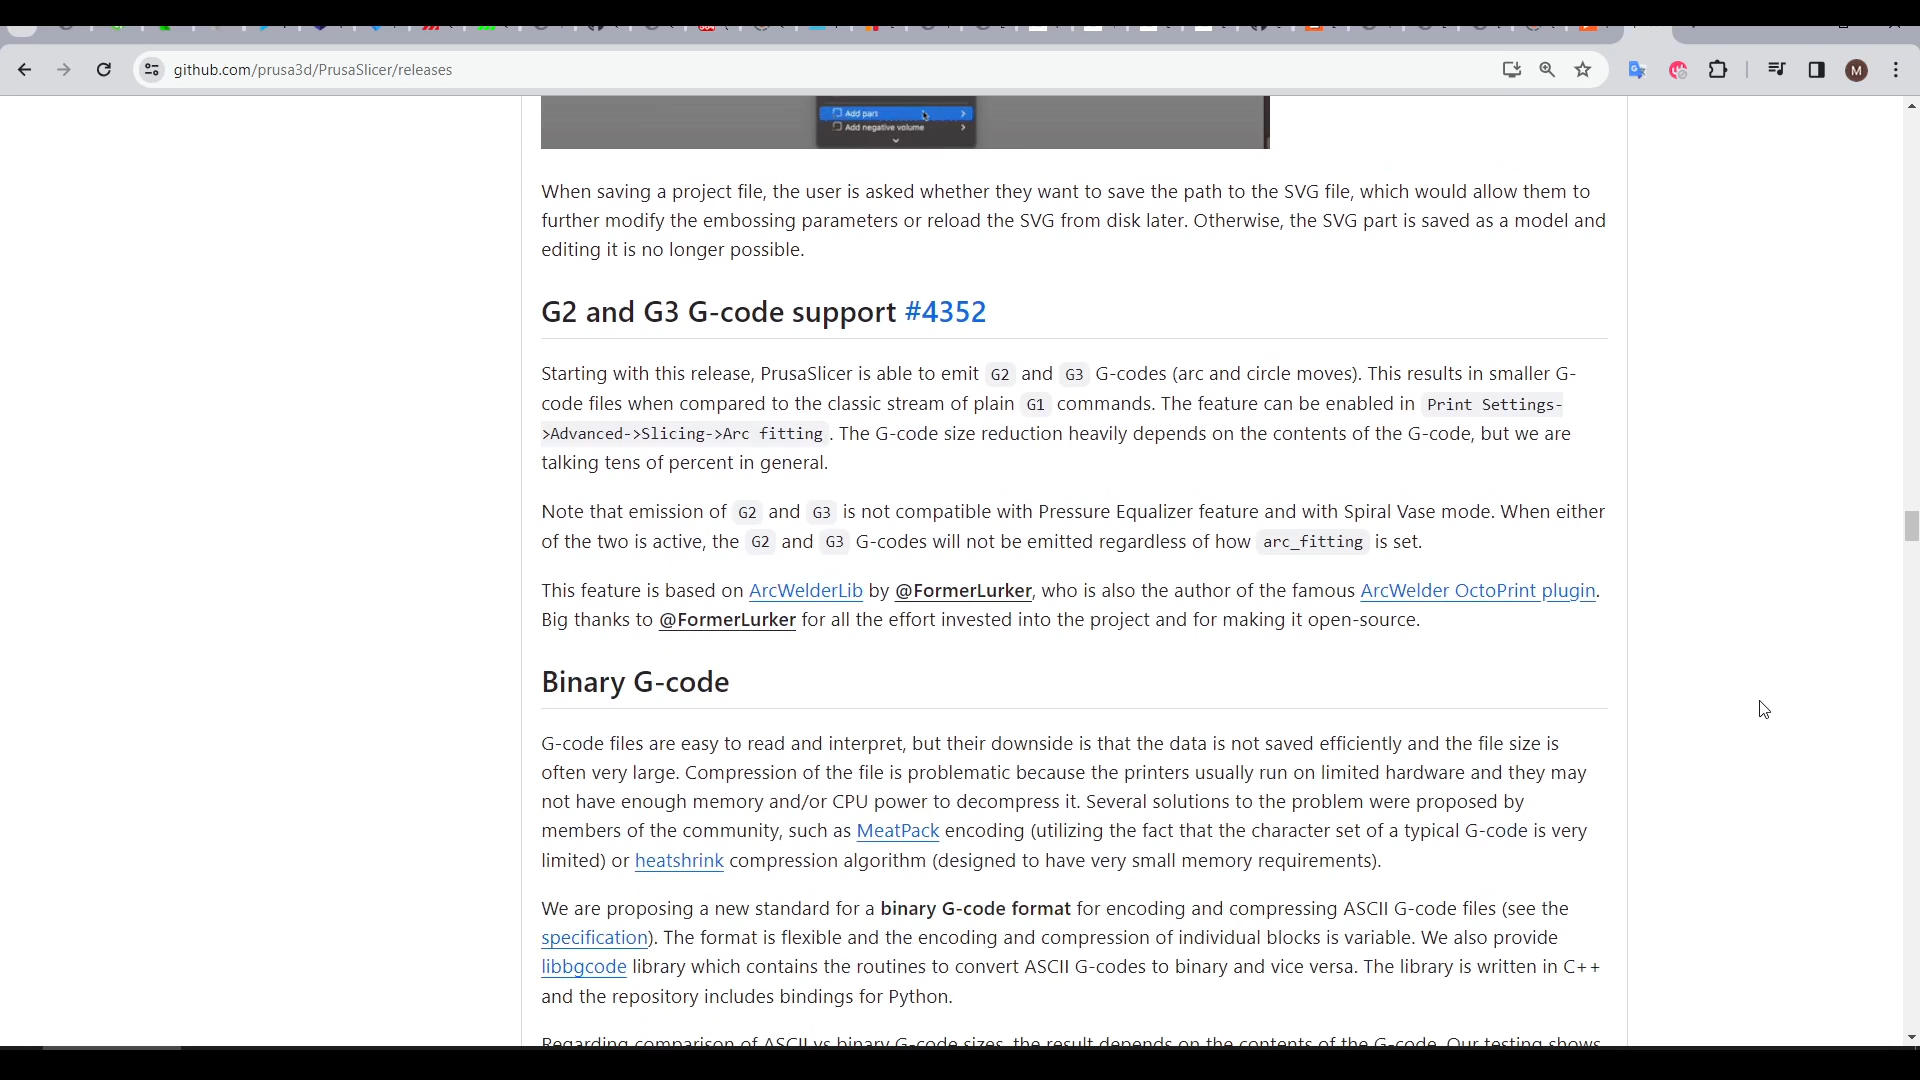 github.com/prusa3d/PrusaSlicer/releases
M
Add part
Add negative volume
When saving a project file, the user is asked whether they want to save the path to the SVG file, which would allow them to
further modify the embossing parameters or reload the SVG from disk later. Otherwise, the SVG part is saved as a model and
editing it is no longer possible.
G2 and G3 G-code support #4352
Starting with this release, PrusaSlicer is able to emit G2 and G3 G-codes (arc and circle moves). This results in smaller G-
code files when compared to the classic stream of plain G1 commands. The feature can be enabled in Print Settings-
>Advanced->Slicing->Arc fitting . The G-code size reduction heavily depends on the contents of the G-code, but we are
talking tens of percent in general.
Note that emission of G2 and G3 is not compatible with Pressure Equalizer feature and with Spiral Vase mode. When either
of the two is active, the G2 and G3 G-codes will not be emitted regardless of how arc_fitting is set.
This feature is based on ArcWelderLib by @FormerLurker, who is also the author of the famous ArcWelder OctoPrint plugin.
Big thanks to @FormerLurker for all the effort invested into the project and for making it open-source.
Binary G-code
G-code files are easy to read and interpret, but their downside is that the data is not saved efficiently and the file size is
often very large. Compression of the file is problematic because the printers usually run on limited hardware and they may
not have enough memory and/or CPU power to decompress it. Several solutions to the problem were proposed by
members of the community, such as MeatPack encoding (utilizing the fact that the character set of a typical G-code is very
limited) or heatshrink compression algorithm (designed to have very small memory requirements).
We are proposing a new standard for a binary G-code format for encoding and compressing ASCII G-code files (see the
specification). The format is flexible and the encoding and compression of individual blocks is variable. We also provide
libbgcode library which contains the routines to convert ASCII G-codes to binary and vice versa. The library is written in C++
and the repository includes bindings for Python.
Regarding comparison of ASCII vs binary G-code sizes, the result depends on the contents of the G-code. Our testing shows